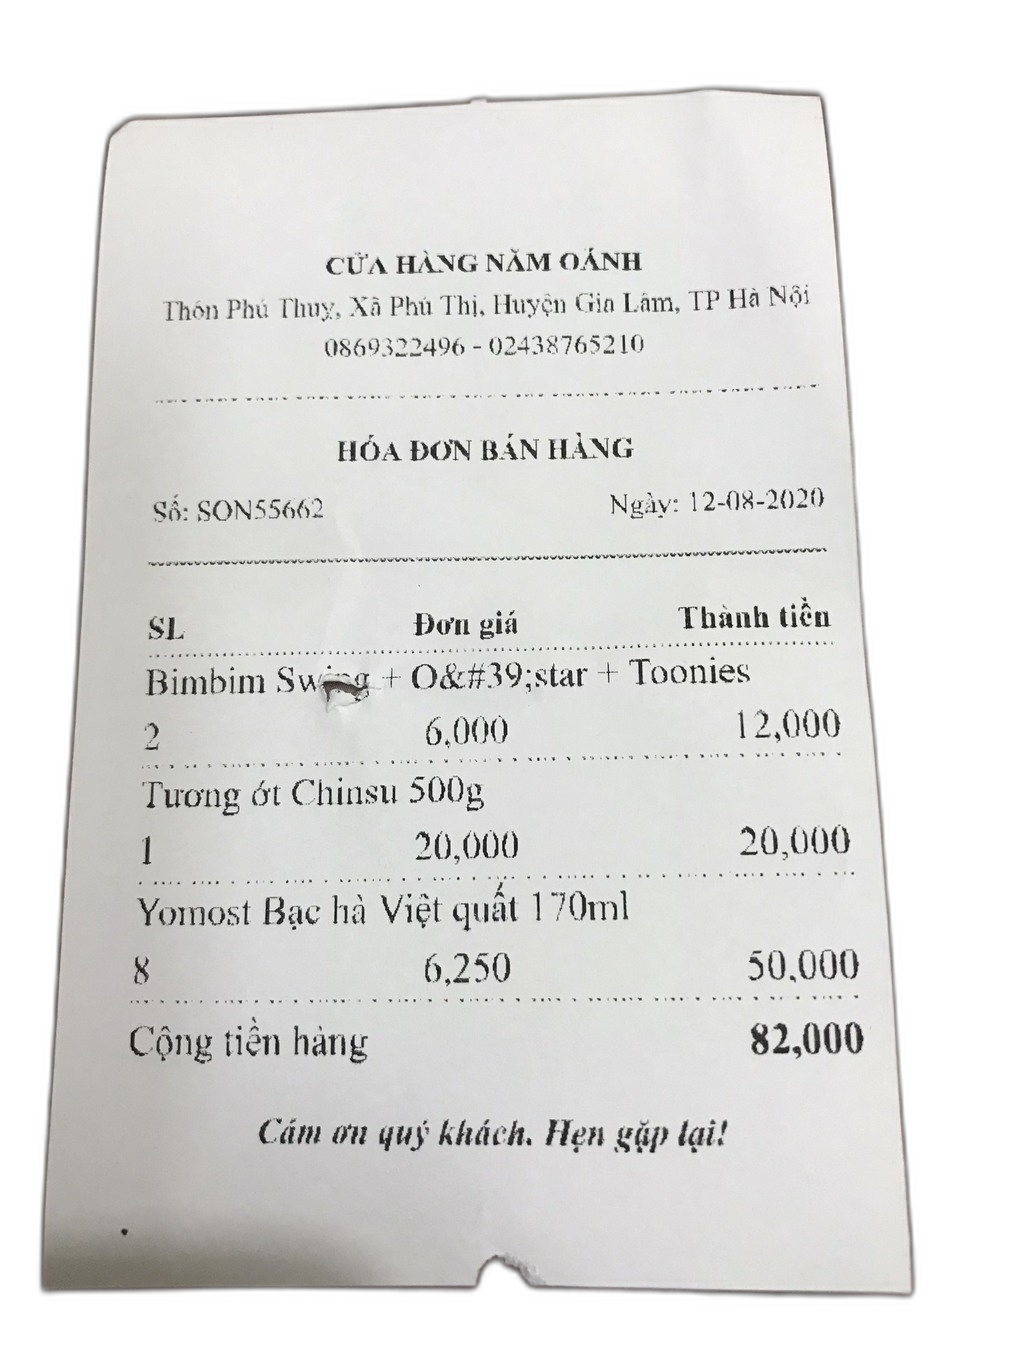 CỬA HÀNG NĂM OÁNH
Thôn Phú Thuỵ, Xã Phú Thị, Huyện Gia Lâm, TP Hà Nội
0869322496 - 02438765210
HÓA ĐƠN BÁN HÀNG
Số: SON55662 Ngày: 12-08-2020
SL Đơn giá Thành tiền
Bimbim Swing + O&#39;star + Toonies
2 6,000 12,000
Tương ớt Chinsu 500g
1 20,000 20,000
Yomost Bạc hà Việt quất 170ml
8 6,250 50,000
Cộng tiền hàng 82,000
Cám ơn quý khách. Hẹn gặp lại!